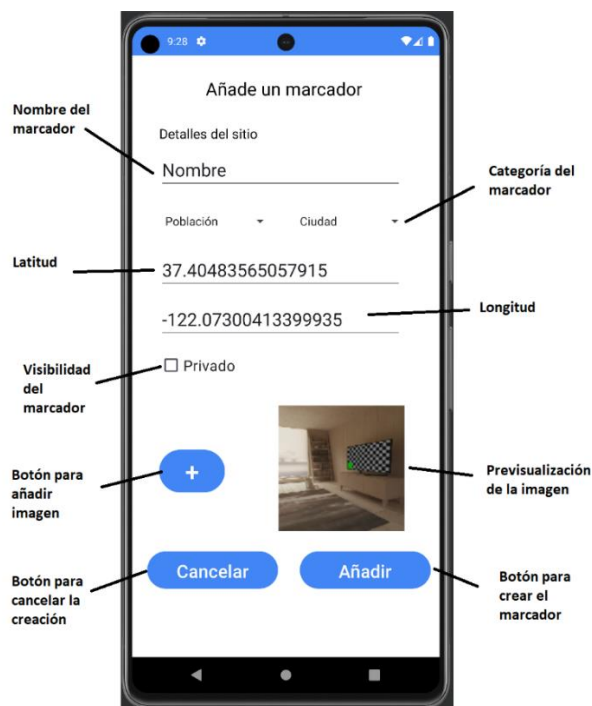 9:28
Añade un marcador
Nombre del
marcador
Detalles del sitio
Nombre
Categoría del
marcador
Población
Ciudad
Latitud
37.40483565057915
Longitud
-122.07300413399935
Visibilidad
del
marcador
Privado
Botón para
añadir
imagen
+
Previsualización
de la imagen
Botón para
cancelar la
creación
Cancelar
Añadir
Botón para
crear el
marcador